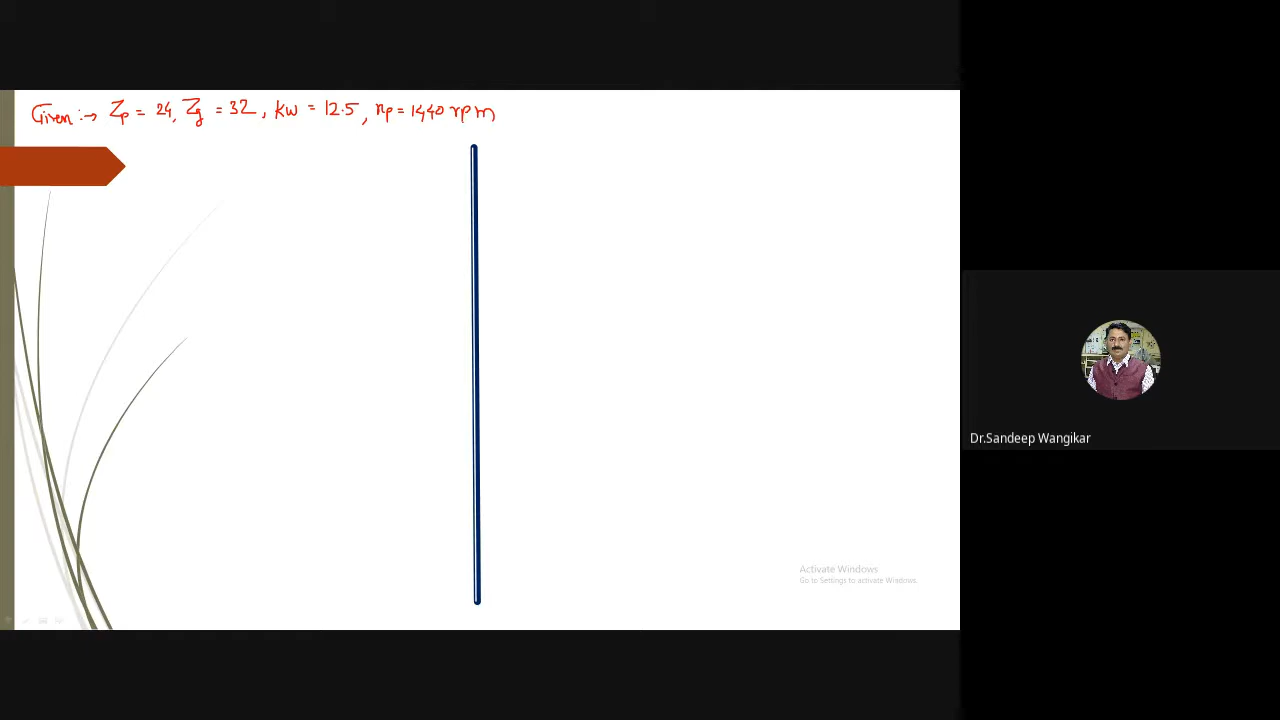 Given :→ Zp = 24, Zg = 32, kw = 12.5, np = 1440 rpm
Dr.Sandeep Wangikar
Activate Windows
Go to Settings to activate Windows.